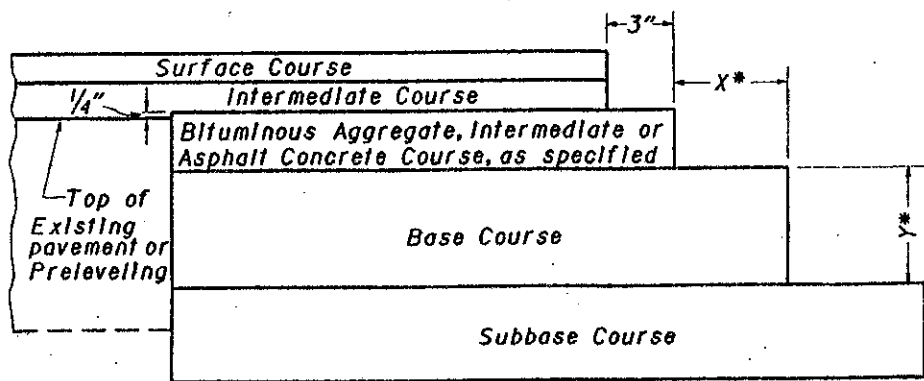 3"
Surface Course
X*
1/4"
Intermediate Course
Bituminous Aggregate, Intermediate or
Asphalt Concrete Course, as specified
Top of
Existing
pavement or
Preleveling
Base Course
Y*
Subbase Course